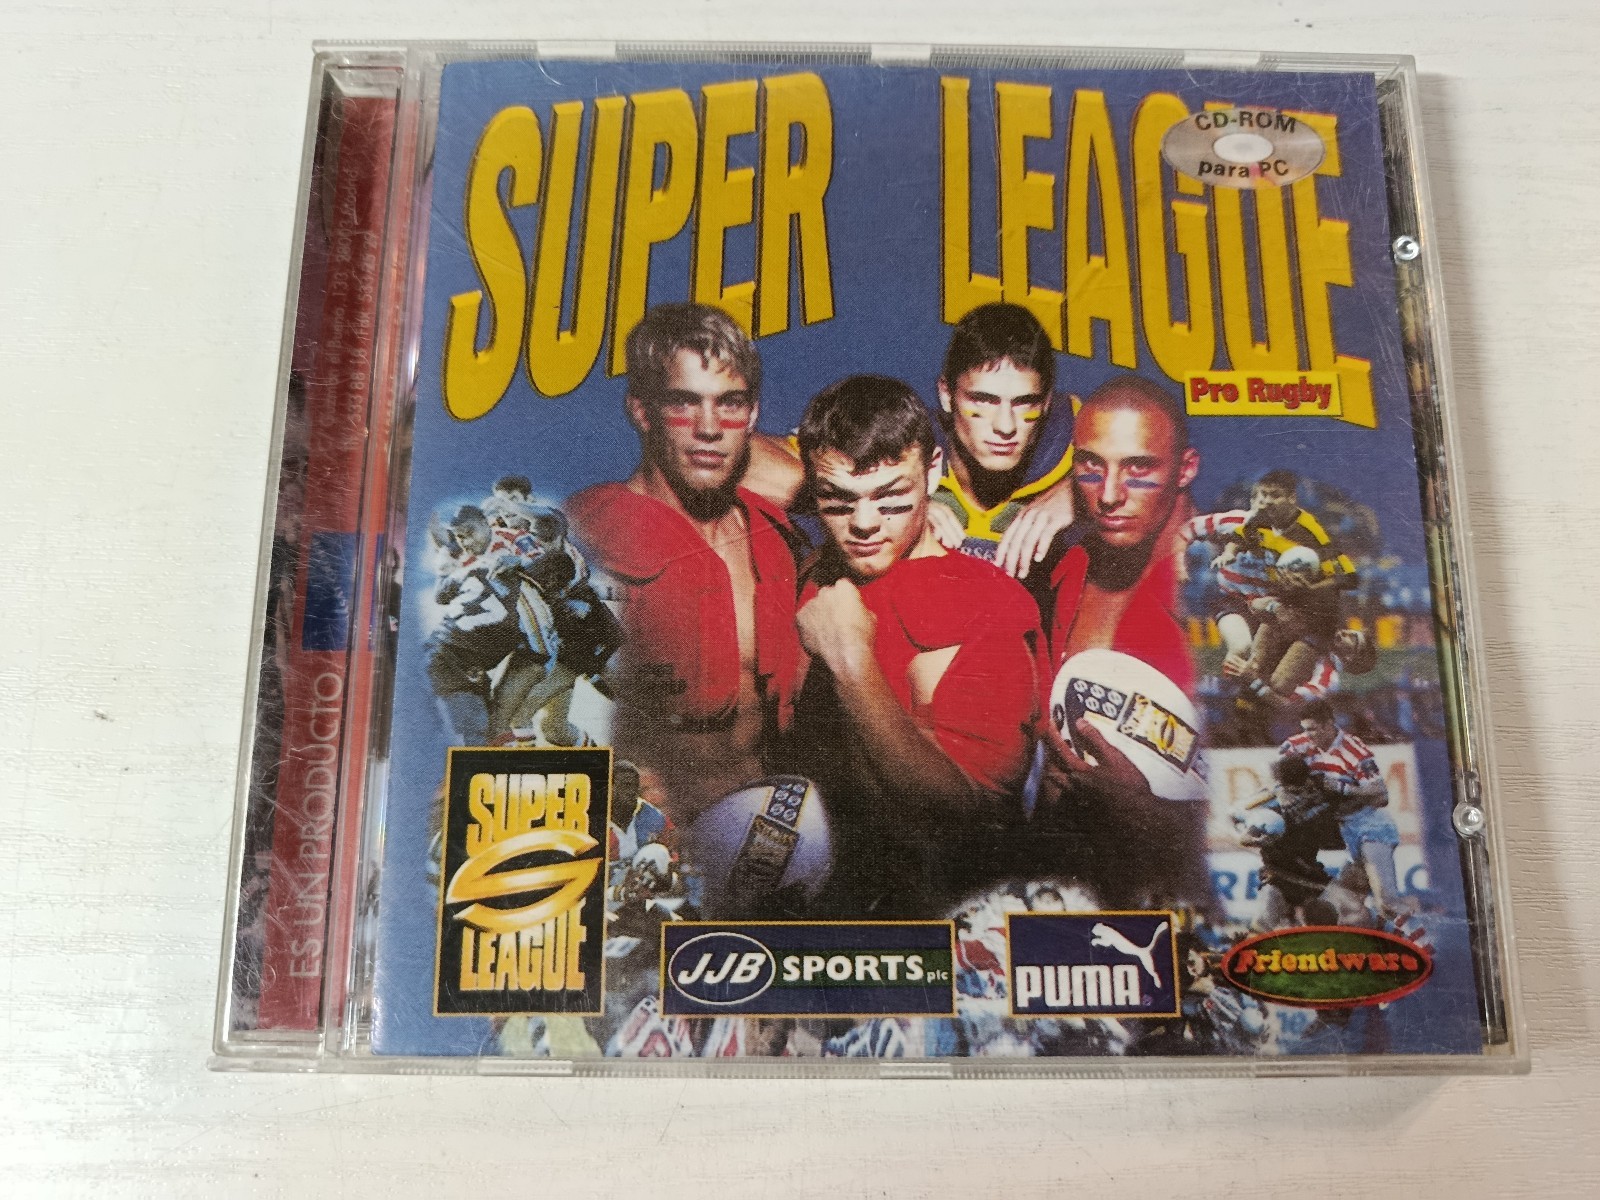 SUPER LEAGUE
CD-ROM
para PC
Pro Rugby
SUPER
LEAGUE
JJB SPORTS plc
PUMA
Friendware
ES UN PRODUCTO